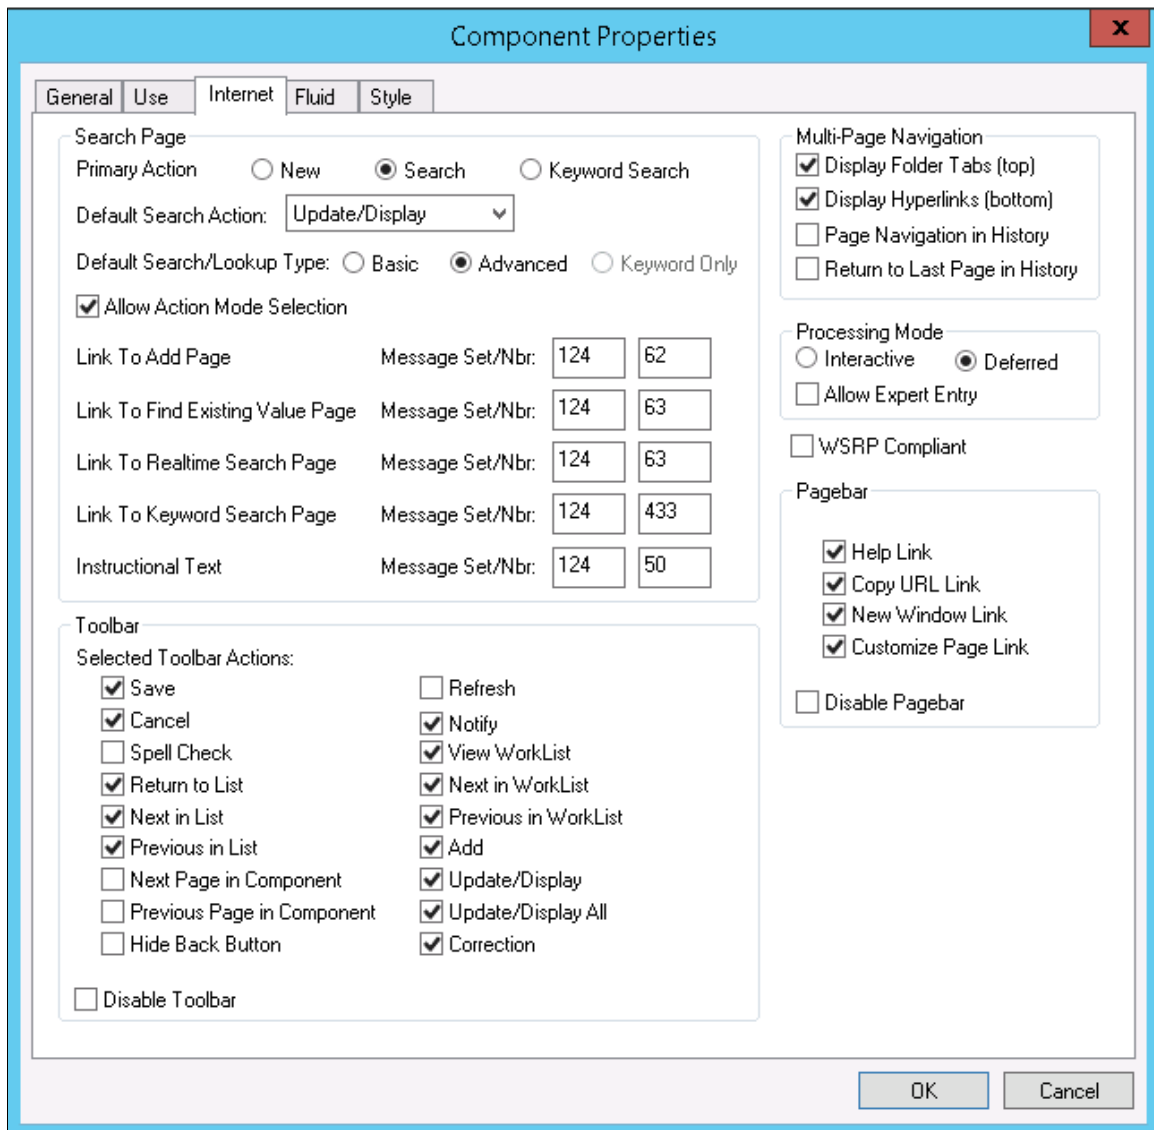 Component Properties
x
General Use Internet Fluid Style
Search Page
Primary Action New Search Keyword Search
Default Search Action: Update/Display
Default Search/Lookup Type: Basic Advanced Keyword Only
Allow Action Mode Selection
Link To Add Page Message Set/Nbr: 124 62
Link To Find Existing Value Page Message Set/Nbr: 124 63
Link To Realtime Search Page Message Set/Nbr: 124 63
Link To Keyword Search Page Message Set/Nbr: 124 433
Instructional Text Message Set/Nbr: 124 50
Toolbar
Selected Toolbar Actions:
Save Refresh
Cancel Notify
Spell Check View WorkList
Return to List Next in WorkList
Next in List Previous in WorkList
Previous in List Add
Next Page in Component Update/Display
Previous Page in Component Update/Display All
Hide Back Button Correction
Disable Toolbar
Multi-Page Navigation
Display Folder Tabs (top)
Display Hyperlinks (bottom)
Page Navigation in History
Return to Last Page in History
Processing Mode
Interactive Deferred
Allow Expert Entry
WSRP Compliant
Pagebar
Help Link
Copy URL Link
New Window Link
Customize Page Link
Disable Pagebar
OK Cancel